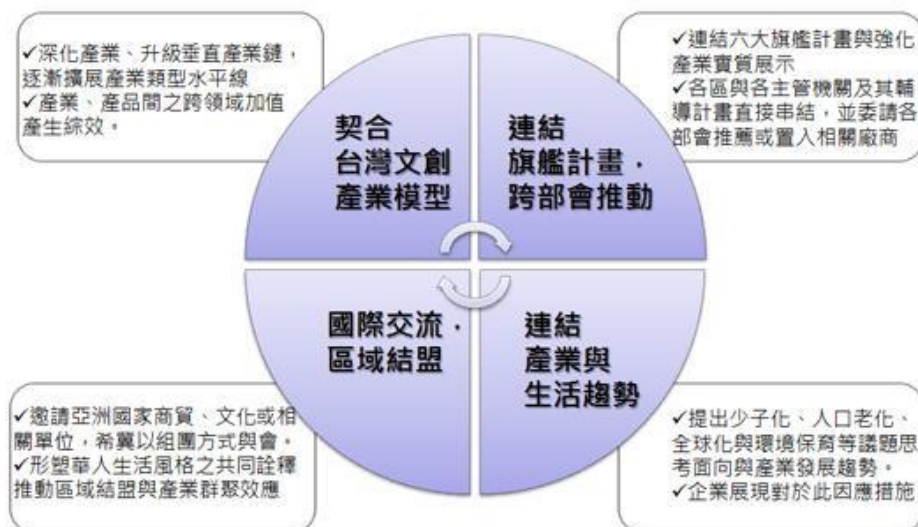 ✓深化產業、升級垂直產業鏈，
逐漸擴展產業類型水平線
✓產業、產品間之跨領域加值
產生綜效。
✓連結六大旗艦計畫與強化
產業實質展示
✓各區與各主管機關及其輔
導計畫直接串結，並委請各
部會推薦或置入相關廠商
契合
台灣文創
產業模型
連結
旗艦計畫，
跨部會推動
國際交流，
區域結盟
連結
產業與
生活趨勢
✓邀請亞洲國家商貿、文化或相
關單位，希冀以組團方式與會。
✓形塑華人生活風格之共同詮釋
推動區域結盟與產業群聚效應
✓提出少子化、人口老化、
全球化與環境保育等議題思
考面向與產業發展趨勢。
✓企業展現對於此因應措施